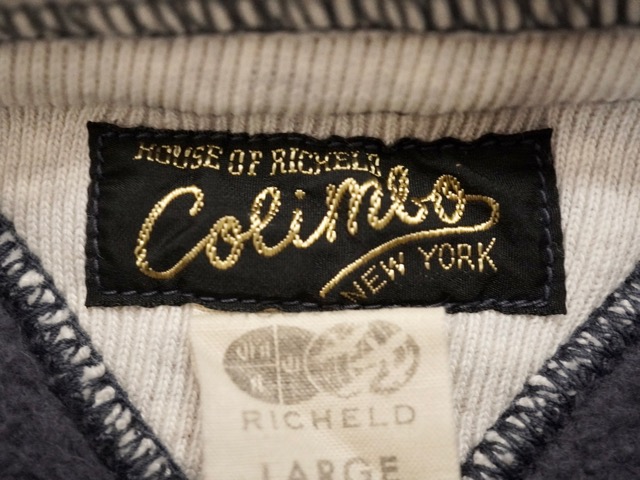 HOUSE OF RICHELD
Colimbo
NEW YORK
RICHELD
LARGE